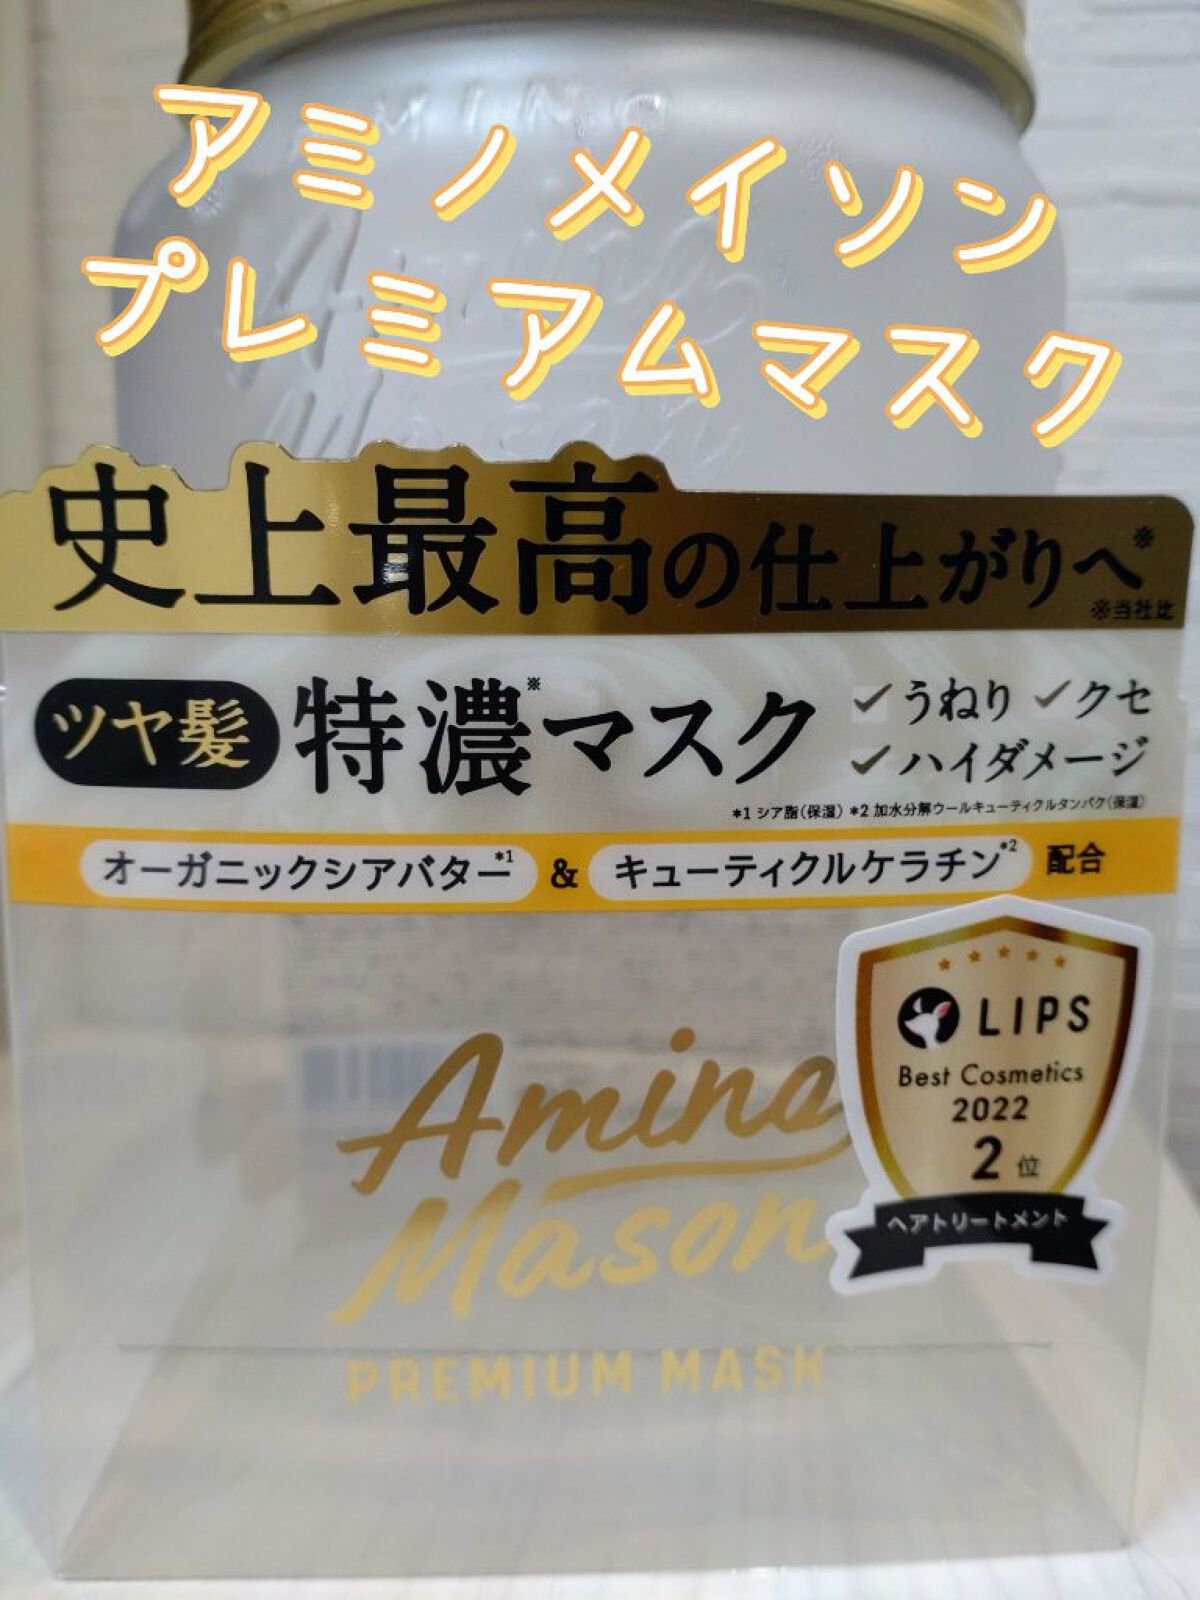 AMINO
Amino
Mason
アミノメイソン
プレミアムマスク
史上最高の仕上がりへ※
※当社比
ツヤ髪 特濃※マスク
✓うねり ✓クセ
✓ハイダメージ
*1 シア脂(保湿) *2 加水分解ウールキューティクルタンパク(保湿)
オーガニックシアバター*1 & キューティクルケラチン*2 配合
LIPS
Best Cosmetics
2022
2位
ヘアトリートメント
Amino
Mason
PREMIUM MASK